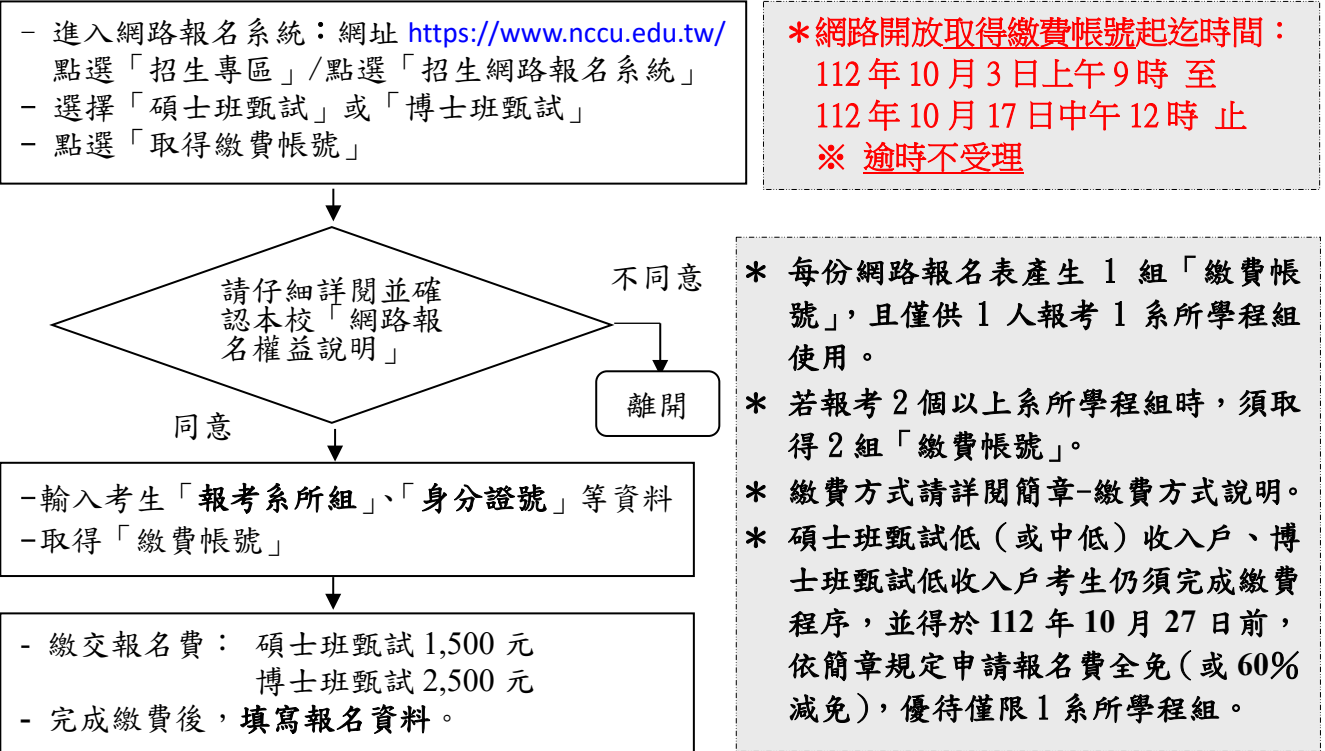 - 進入網路報名系統：網址 https://www.nccu.edu.tw/
點選「招生專區」/點選「招生網路報名系統」
- 選擇「碩士班甄試」或「博士班甄試」
- 點選「取得繳費帳號」
＊網路開放取得繳費帳號起迄時間：
112 年 10 月 3 日上午 9 時 至
112 年 10 月 17 日中午 12 時 止
※ 逾時不受理
請仔細詳閱並確
認本校「網路報
名權益說明」
不同意
離開
同意
-輸入考生「報考系所組」、「身分證號」等資料
-取得「繳費帳號」
- 繳交報名費： 碩士班甄試 1,500 元
博士班甄試 2,500 元
- 完成繳費後，填寫報名資料。
＊ 每份網路報名表產生 1 組「繳費帳
號」，且僅供 1 人報考 1 系所學程組
使用。
＊ 若報考 2 個以上系所學程組時，須取
得 2 組「繳費帳號」。
＊ 繳費方式請詳閱簡章-繳費方式說明。
＊ 碩士班甄試低（或中低）收入戶、博
士班甄試低收入戶考生仍須完成繳費
程序，並得於 112 年 10 月 27 日前，
依簡章規定申請報名費全免（或 60%
減免），優待僅限 1 系所學程組。